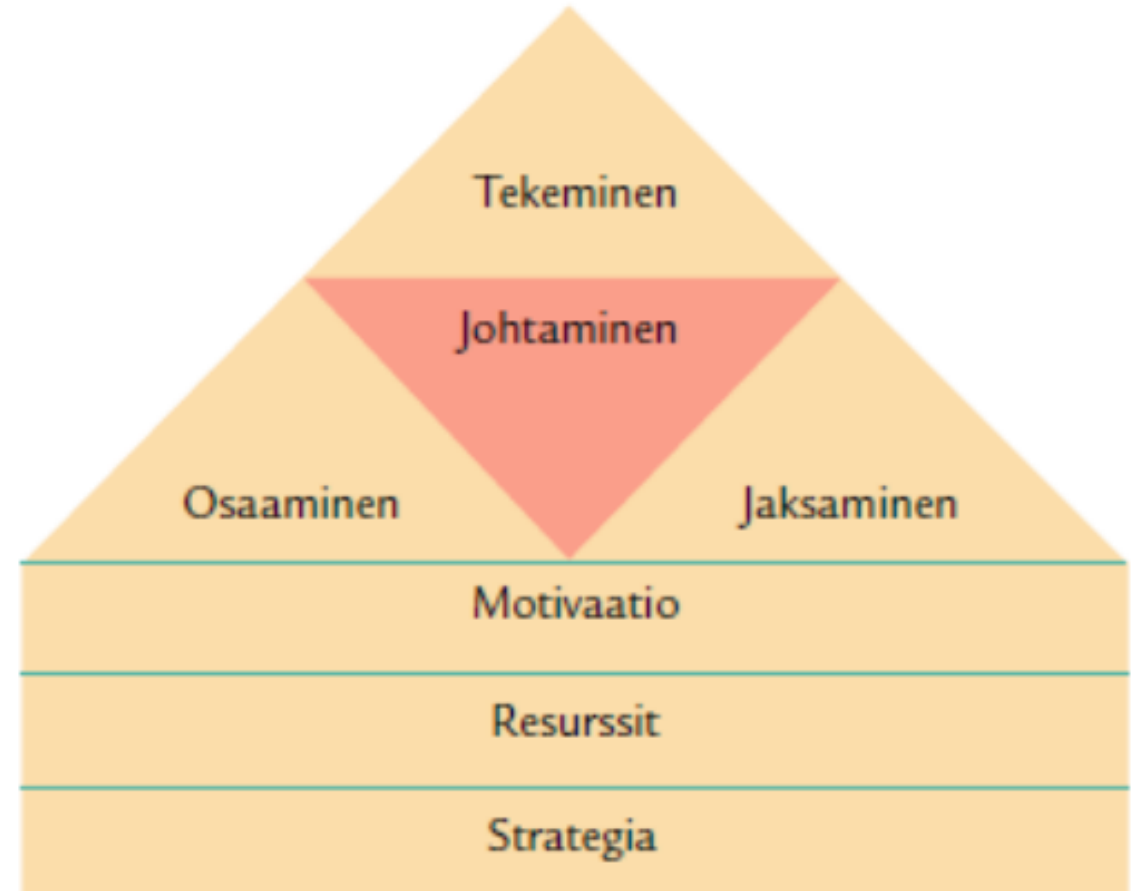 Tekeminen
Johtaminen
Osaaminen
Jaksaminen
Motivaatio
Resurssit
Strategia